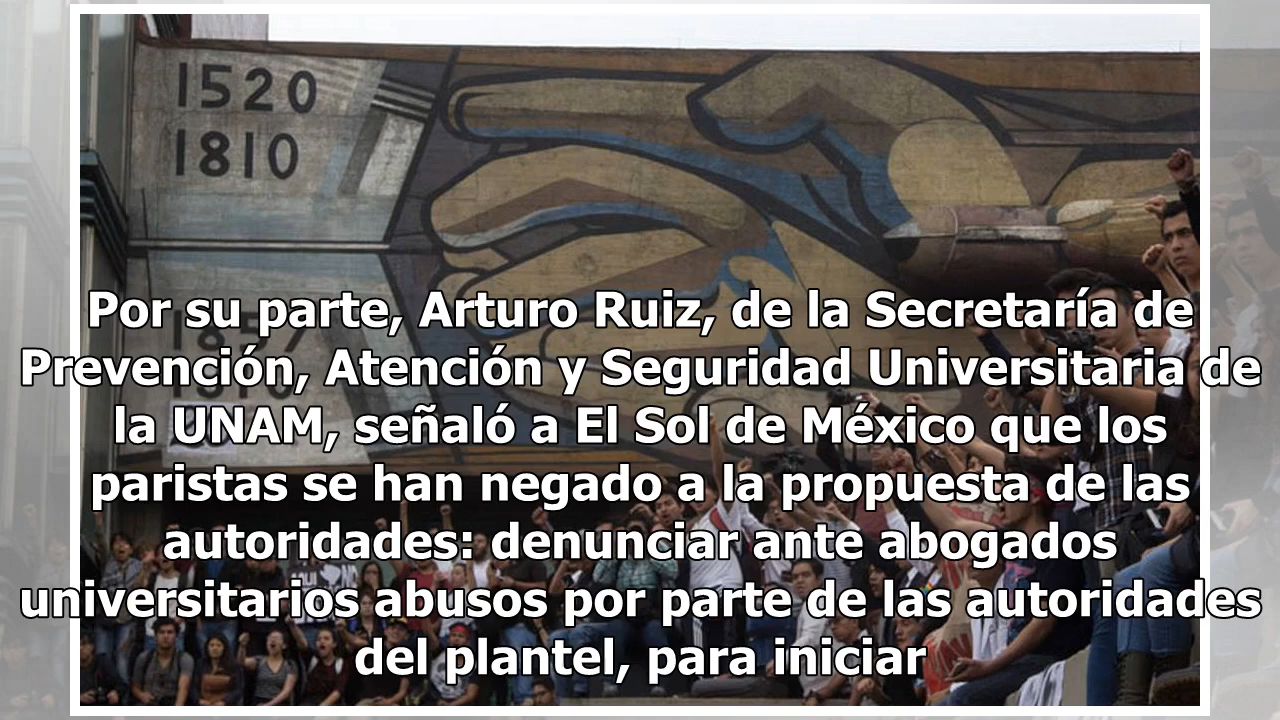 1520
1810
Por su parte, Arturo Ruiz, de la Secretaría de
Prevención, Atención y Seguridad Universitaria de
la UNAM, señaló a El Sol de México que los
paristas se han negado a la propuesta de las
autoridades: denunciar ante abogados
universitarios abusos por parte de las autoridades
del plantel, para iniciar